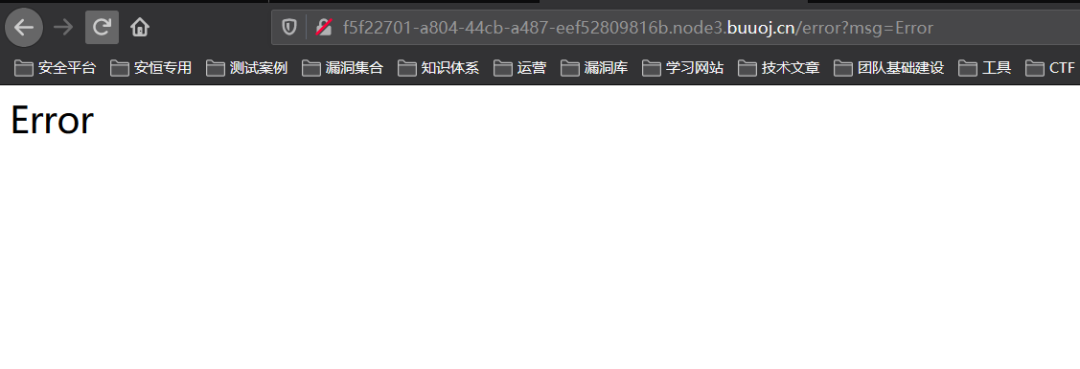 f5f22701-a804-44cb-a487-eef52809816b.node3.buuoj.cn/error?msg=Error
安全平台 安恒专用 测试案例 漏洞集合 知识体系 运营 漏洞库 学习网站 技术文章 团队基础建设 工具 CTF
Error